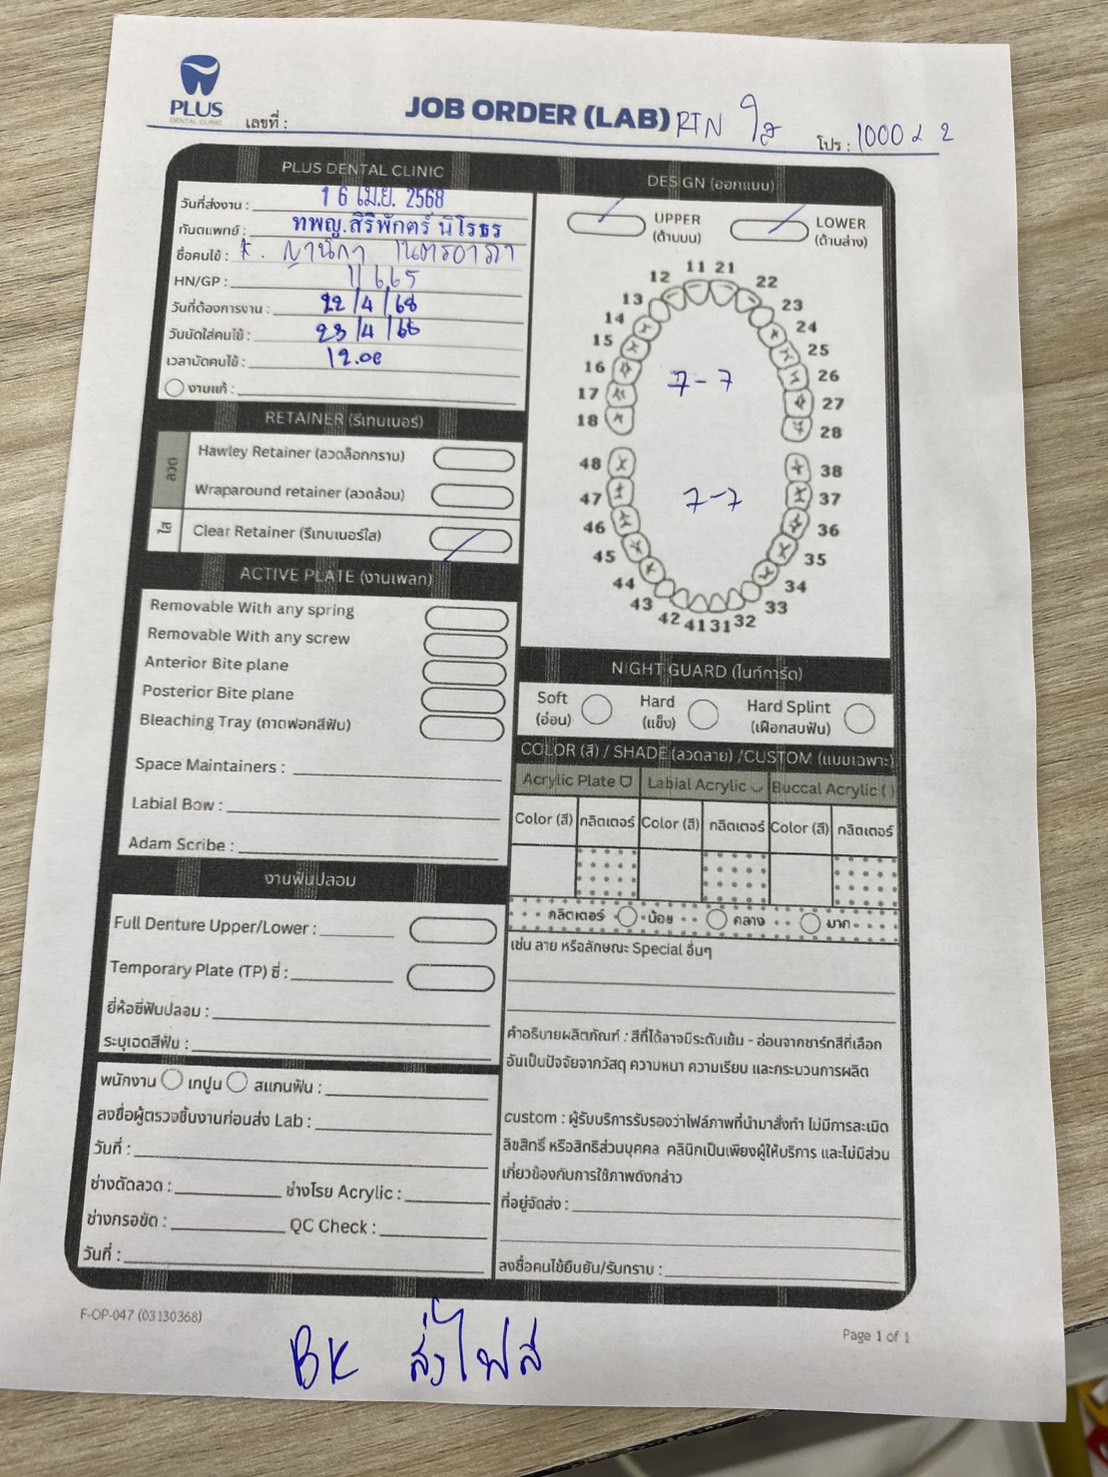 PLUS
DENTAL CLINIC
เลขที่ :
JOB ORDER (LAB) RTN ใส
โปร : 1000 x 2
PLUS DENTAL CLINIC
วันที่ส่งงาน : 16 เม.ย. 2568
ทันตแพทย์ : ทพญ.สิริพักตร์ นิโรธร
ชื่อคนไข้ :
HN/GP : 11665
วันที่ต้องการงาน : 22/4/68
วันนัดใส่คนไข้ : 23/4/68
เวลานัดคนไข้ : 12.00
งานแก้ :
RETAINER (รีเทนเนอร์)
ลวด
Hawley Retainer (ลวดล็อกกราบ)
Wraparound retainer (ลวดล้อม)
ใส
Clear Retainer (รีเทนเนอร์ใส)
ACTIVE PLATE (งานเพลท)
Removable With any spring
Removable With any screw
Anterior Bite plane
Posterior Bite plane
Bleaching Tray (ถาดฟอกสีฟัน)
Space Maintainers :
Labial Bow :
Adam Scribe :
งานฟันปลอม
Full Denture Upper/Lower :
Temporary Plate (TP) ซี่ :
ยี่ห้อซี่ฟันปลอม :
ระบุเฉดสีฟัน :
พนักงาน เทปูน สแกนฟัน :
ลงชื่อผู้ตรวจชิ้นงานก่อนส่ง Lab :
วันที่ :
ช่างดัดลวด : ช่างโรย Acrylic :
ช่างกรอขัด : QC Check :
วันที่ :
DESIGN (ออกแบบ)
UPPER
(ด้านบน)
LOWER
(ด้านล่าง)
11 21
12 22
13 23
14 24
15 25
16 26
17 27
18 28
7-7
48 38
47 37
46 36
45 35
44 34
43 33
42 41 31 32
7-7
NIGHT GUARD (ไนท์การ์ด)
Soft
(อ่อน)
Hard
(แข็ง)
Hard Splint
(เฝือกสบฟัน)
COLOR (สี) / SHADE (ลวดลาย) /CUSTOM (แบบเฉพาะ)
Acrylic Plate Labial Acrylic Buccal Acrylic ( )
Color (สี) กลิตเตอร์ Color (สี) กลิตเตอร์ Color (สี) กลิตเตอร์
กลิตเตอร์ น้อย กลาง มาก
เช่น ลาย หรือลักษณะ Special อื่นๆ
คำอธิบายผลิตภัณฑ์ : สีที่ได้อาจมีระดับเข้ม - อ่อนจากชาร์ทสีที่เลือก
อันเป็นปัจจัยจากวัสดุ ความหนา ความเรียบ และกระบวนการผลิต
custom : ผู้รับบริการรับรองว่าไฟล์ภาพที่นำมาสั่งทำ ไม่มีการละเมิด
ลิขสิทธิ์ หรือสิทธิส่วนบุคคล คลินิกเป็นเพียงผู้ให้บริการ และไม่มีส่วน
เกี่ยวข้องกับการใช้ภาพดังกล่าว
ที่อยู่จัดส่ง :
ลงชื่อคนไข้ยืนยัน/รับทราบ :
F-OP-047 (03130368)
Page 1 of 1
BK ส่งไฟล์